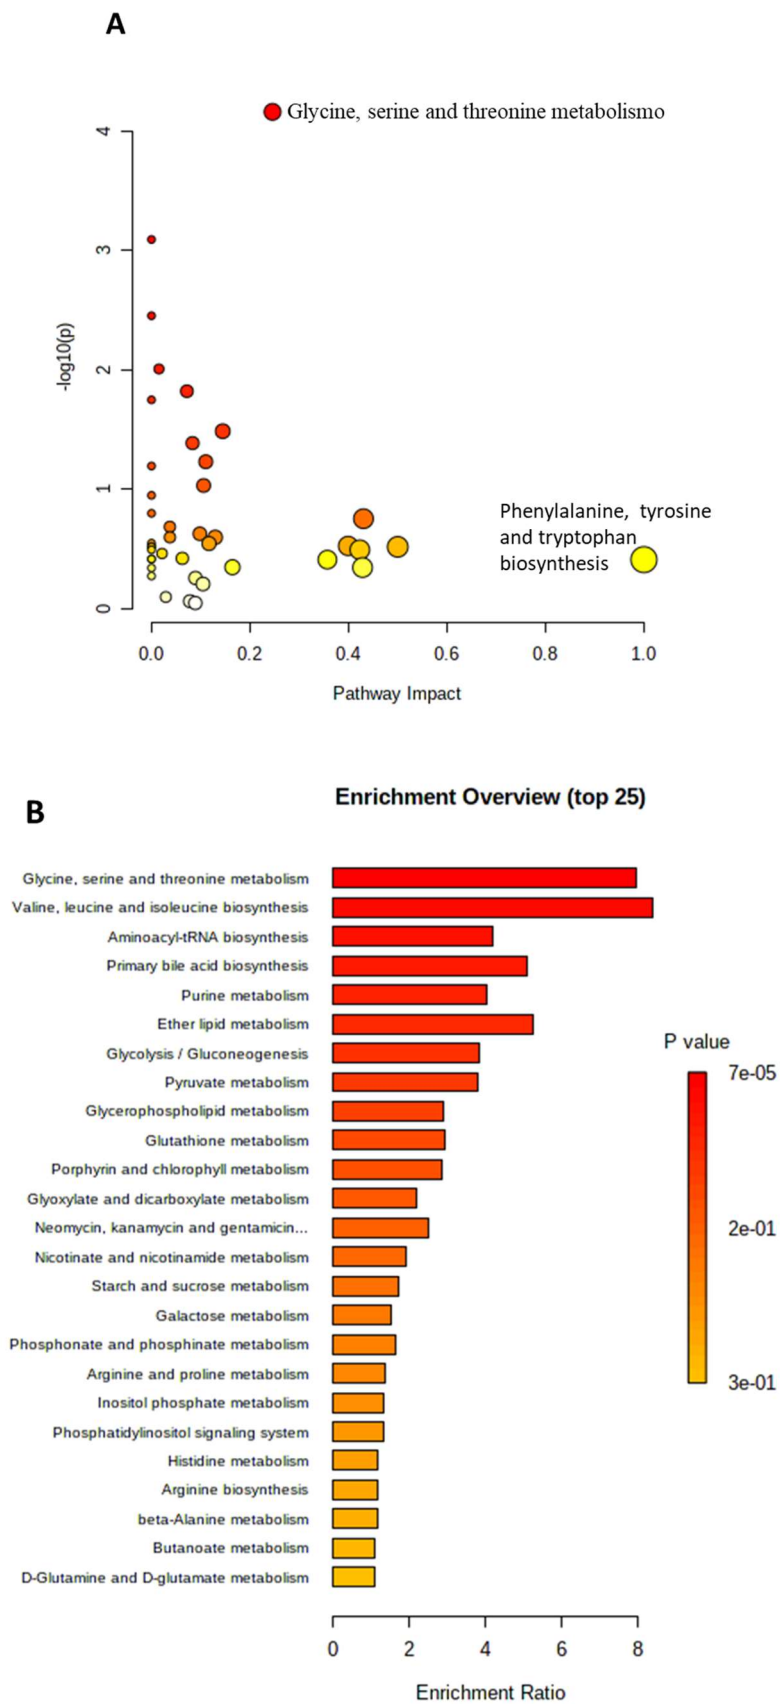 A
Glycine, serine and threonine metabolismo
4
3
2
1
0
-log10(p)
Phenylalanine, tyrosine
and tryptophan
biosynthesis
0.0 0.2 0.4 0.6 0.8 1.0
Pathway Impact
B
Enrichment Overview (top 25)
Glycine, serine and threonine metabolism
Valine, leucine and isoleucine biosynthesis
Aminoacyl-tRNA biosynthesis
Primary bile acid biosynthesis
Purine metabolism
Ether lipid metabolism
Glycolysis / Gluconeogenesis
Pyruvate metabolism
Glycerophospholipid metabolism
Glutathione metabolism
Porphyrin and chlorophyll metabolism
Glyoxylate and dicarboxylate metabolism
Neomycin, kanamycin and gentamicin...
Nicotinate and nicotinamide metabolism
Starch and sucrose metabolism
Galactose metabolism
Phosphonate and phosphinate metabolism
Arginine and proline metabolism
Inositol phosphate metabolism
Phosphatidylinositol signaling system
Histidine metabolism
Arginine biosynthesis
beta-Alanine metabolism
Butanoate metabolism
D-Glutamine and D-glutamate metabolism
P value
7e-05
2e-01
3e-01
0 2 4 6 8
Enrichment Ratio